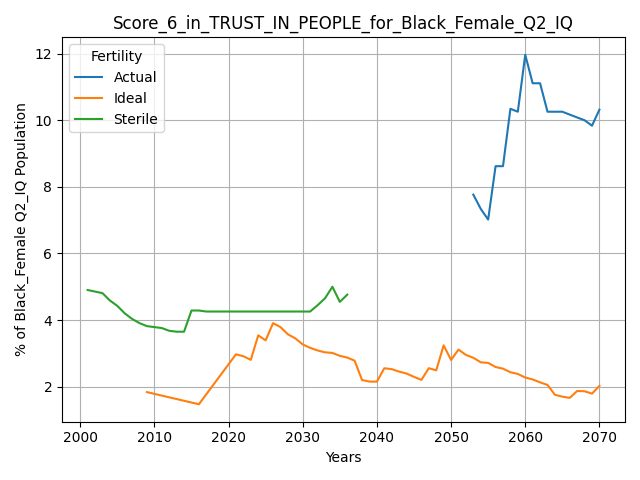 Score_6_in_TRUST_IN_PEOPLE_for_Black_Female_Q2_IQ
Fertility
Actual
Ideal
Sterile
% of Black_Female Q2_IQ Population
12
10
8
6
4
2
2000 2010 2020 2030 2040 2050 2060 2070
Years